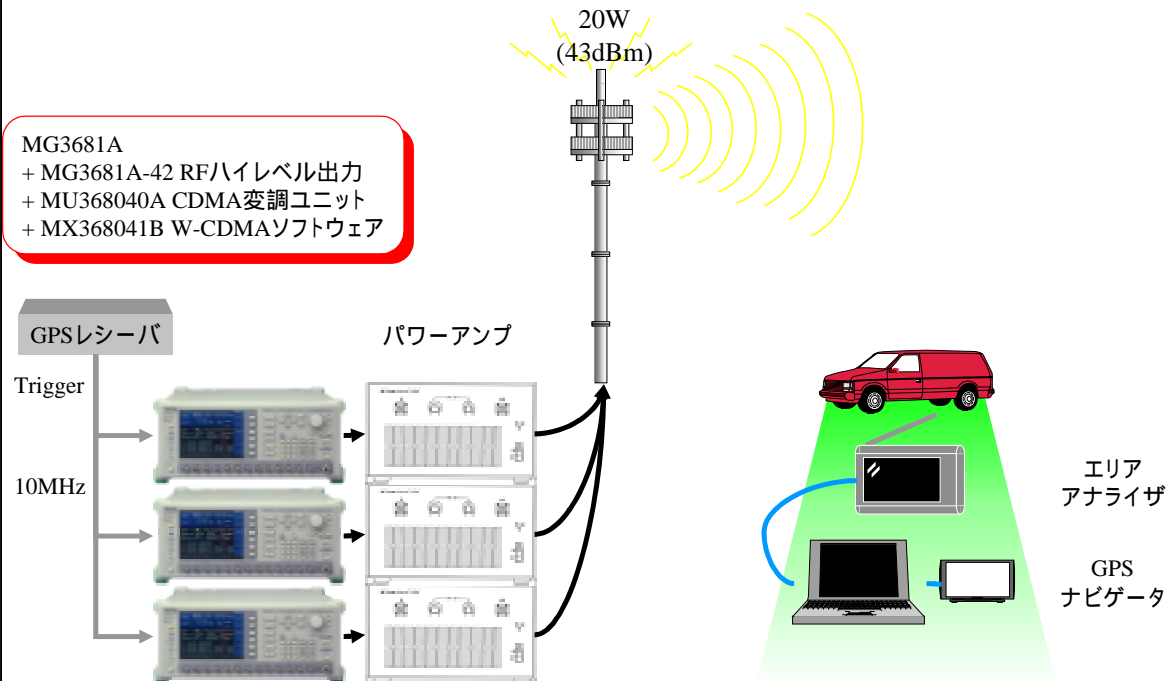 20W
(43dBm)
MG3681A
+ MG3681A-42 RFハイレベル出力
+ MU368040A CDMA変調ユニット
+ MX368041B W-CDMAソフトウェア
GPSレシーバ
パワーアンプ
Trigger
10MHz
エリア
アナライザ
GPS
ナビゲータ